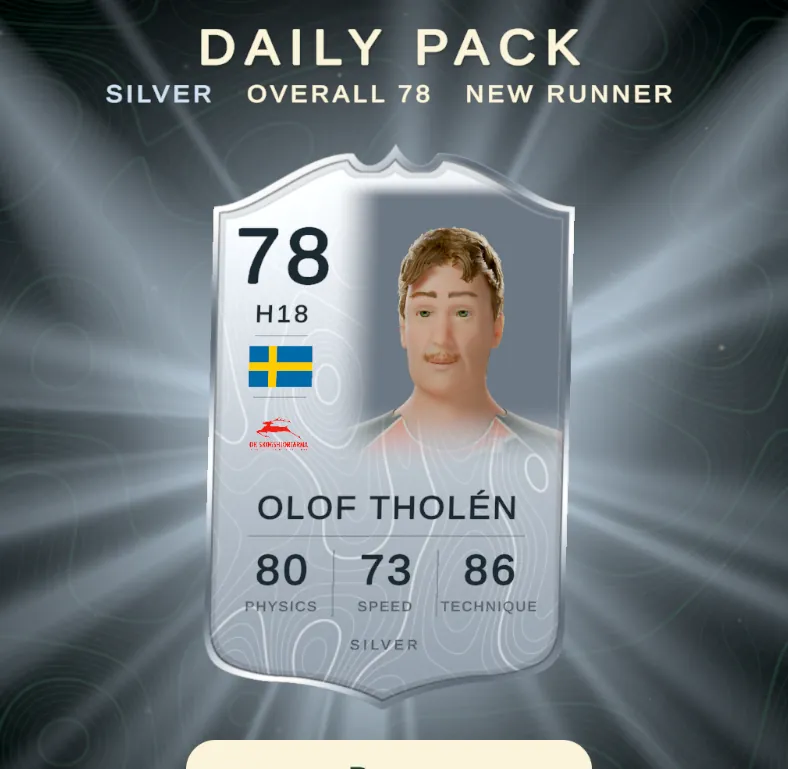 DAILY PACK
SILVER OVERALL 78 NEW RUNNER
78
H18
OLOF THOLÉN
80 73 86
PHYSICS SPEED TECHNIQUE
SILVER